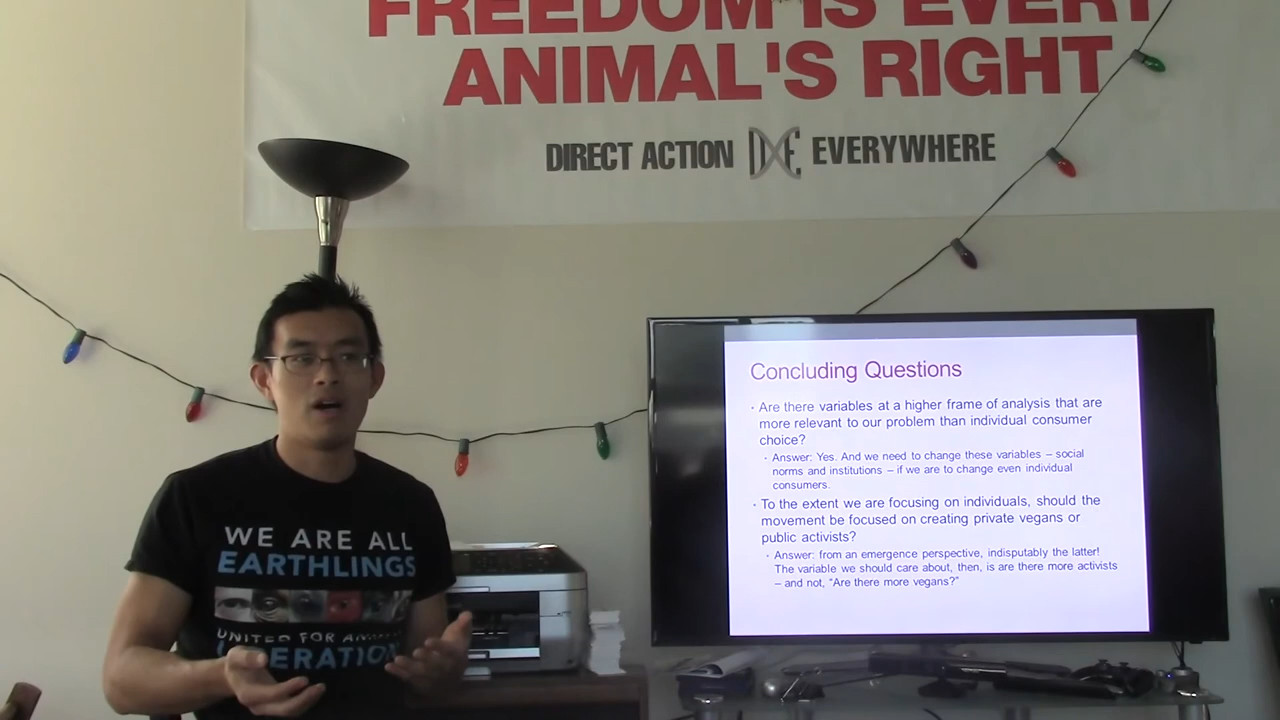 FREEDOM IS EVERY
ANIMAL'S RIGHT
DIRECT ACTION DXE EVERYWHERE
WE ARE ALL
EARTHLINGS
UNITED FOR ANIMAL
LIBERATION
Concluding Questions
· Are there variables at a higher frame of analysis that are
more relevant to our problem than individual consumer
choice?
· Answer: Yes. And we need to change these variables – social
norms and institutions – if we are to change even individual
consumers.
· To the extent we are focusing on individuals, should the
movement be focused on creating private vegans or
public activists?
· Answer: from an emergence perspective, indisputably the latter!
The variable we should care about, then, is are there more activists
– and not, “Are there more vegans?”